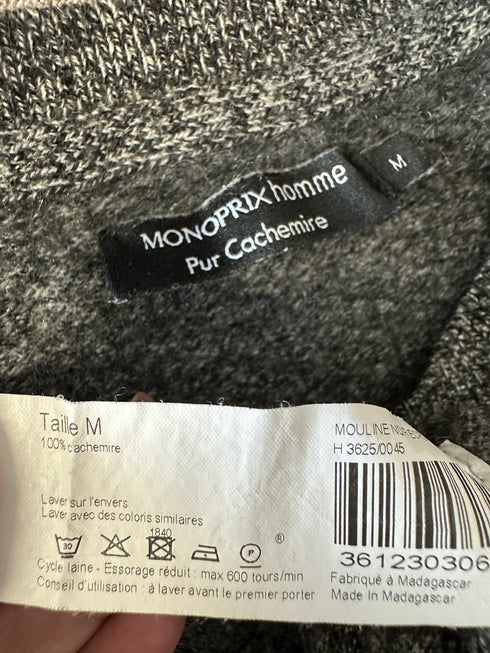 MONOPRIX homme
Pur Cachemire
M
Taille M
100% cachemire
Laver sur l'envers
Laver avec des coloris similaires
1840
30
P
®
Cycle laine - Essorage réduit : max 600 tours/min
Conseil d'utilisation : à laver avant le premier porter
MOULINE
H 3625/0045
361230306
Fabriqué à Madagascar
Made In Madagascar